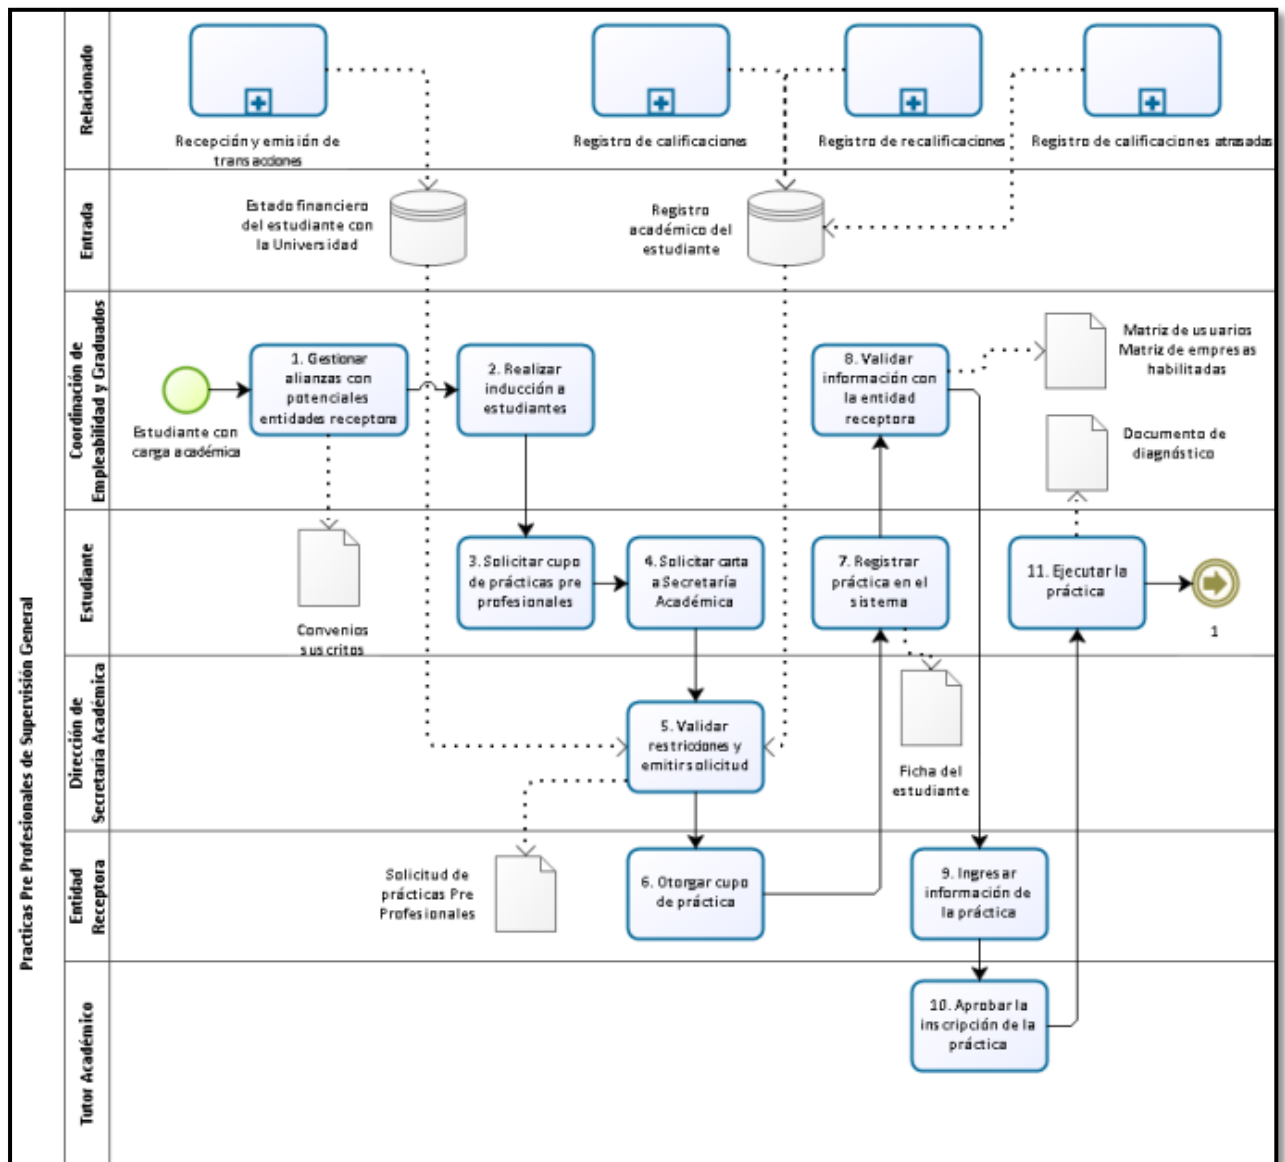 Practicas Pre Profesionales de Supervisión General
Relacionado
Recepción y emisión de
transacciones
Registro de calificaciones
Registro de recalificaciones
Registro de calificaciones atrasadas
Entrada
Estado financiero
del estudiante con
la Universidad
Registro
académico del
estudiante
Coordinación de
Empleabilidad y Graduados
Estudiante con
carga académica
1. Gestionar
alianzas con
potenciales
entidades receptora
2. Realizar
inducción a
estudiantes
8. Validar
información con
la entidad
receptora
Matriz de usuarios
Matriz de empresas
habilitadas
Documento de
diagnóstico
Estudiante
Convenios
suscritos
3. Solicitar cupo
de prácticas pre
profesionales
4. Solicitar carta
a Secretaría
Académica
7. Registrar
práctica en el
sistema
11. Ejecutar la
práctica
1
Dirección de
Secretaría Académica
5. Validar
restricciones y
emitir solicitud
Ficha del
estudiante
Entidad
Receptora
Solicitud de
prácticas Pre
Profesionales
6. Otorgar cupo
de práctica
9. Ingresar
información de
la práctica
Tutor Académico
10. Aprobar la
inscripción de la
práctica